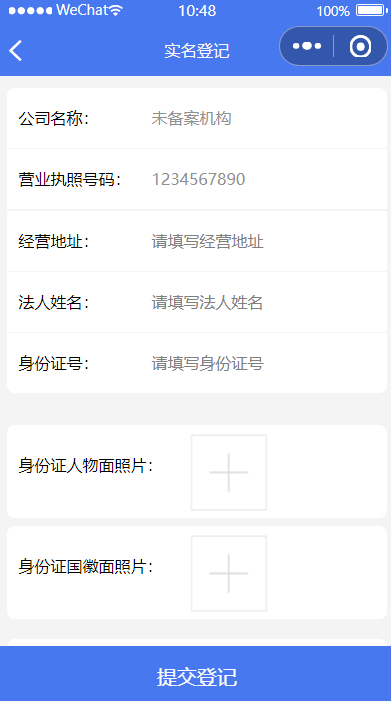 WeChat 10:48 100%
实名登记
公司名称： 未备案机构
营业执照号码： 1234567890
经营地址： 请填写经营地址
法人姓名： 请填写法人姓名
身份证号： 请填写身份证号
身份证人物面照片：
身份证国徽面照片：
提交登记